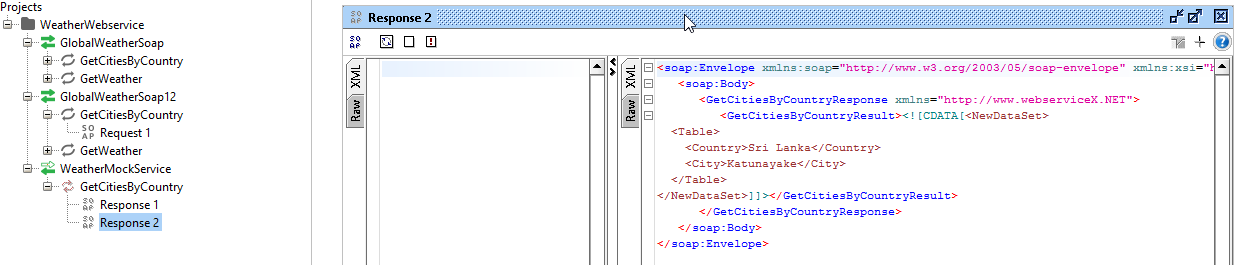 Projects
WeatherWebservice
GlobalWeatherSoap
GetCitiesByCountry
GetWeather
GlobalWeatherSoap12
GetCitiesByCountry
SO AP Request 1
GetWeather
WeatherMockService
GetCitiesByCountry
SO AP Response 1
SO AP Response 2
SO AP Response 2
SO AP
XML
Raw
XML
Raw
<soap:Envelope xmlns:soap="http://www.w3.org/2003/05/soap-envelope" xmlns:xsi="h
<soap:Body>
<GetCitiesByCountryResponse xmlns="http://www.webserviceX.NET">
<GetCitiesByCountryResult><![CDATA[<NewDataSet>
<Table>
<Country>Sri Lanka</Country>
<City>Katunayake</City>
</Table>
</NewDataSet>]]></GetCitiesByCountryResult>
</GetCitiesByCountryResponse>
</soap:Body>
</soap:Envelope>